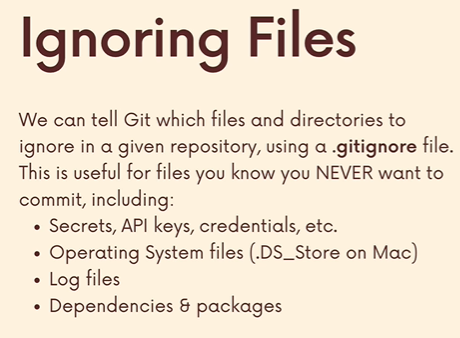 Ignoring Files
We can tell Git which files and directories to
ignore in a given repository, using a .gitignore file.
This is useful for files you know you NEVER want to
commit, including:
• Secrets, API keys, credentials, etc.
• Operating System files (.DS_Store on Mac)
• Log files
• Dependencies & packages